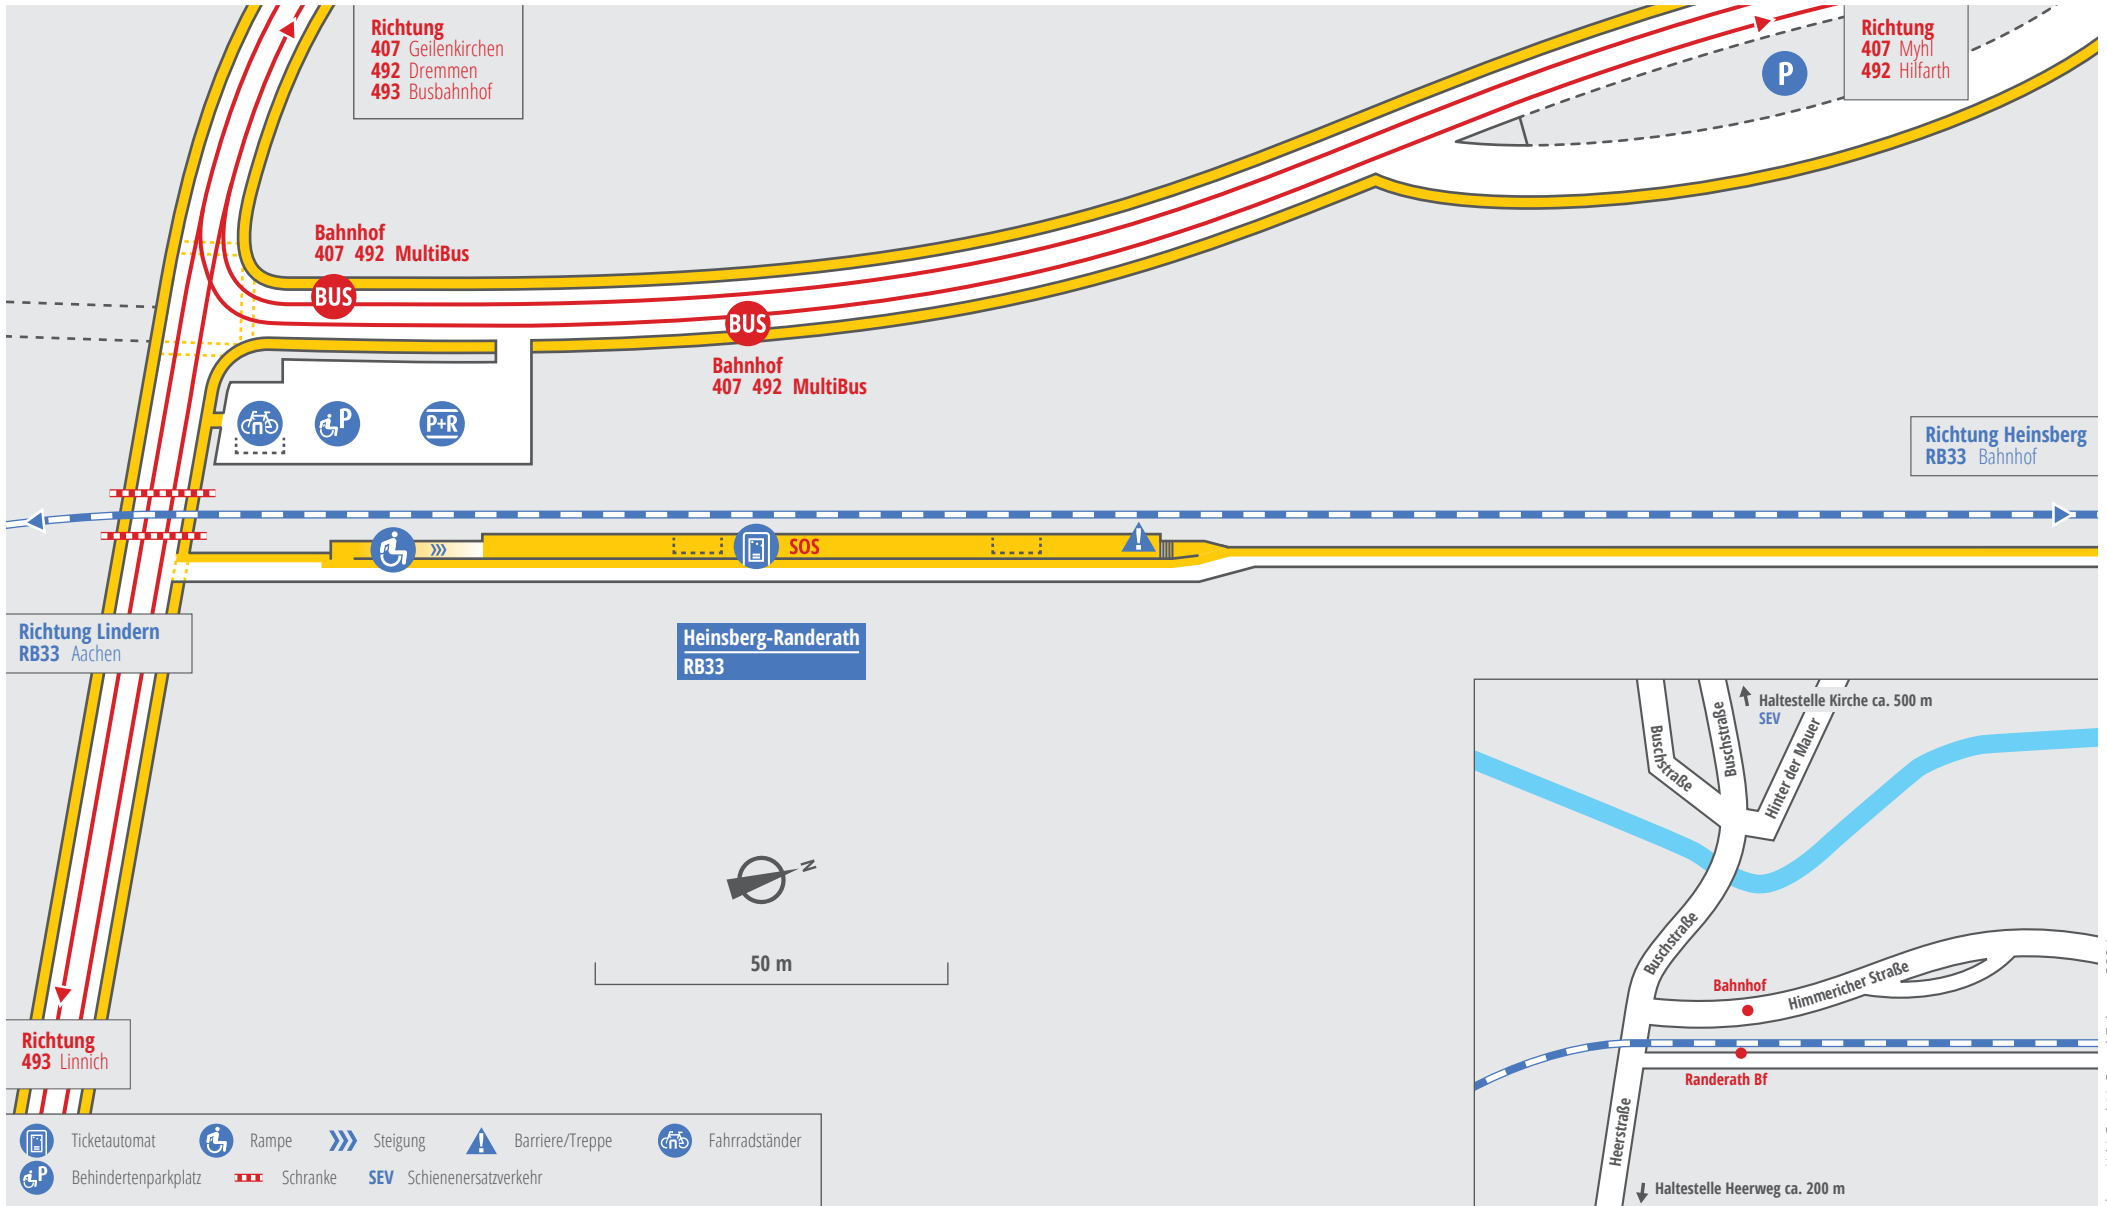 Richtung
407 Geilenkirchen
492 Dremmen
493 Busbahnhof
Richtung
407 Myhl
492 Hilfarth
P
Bahnhof
407 492 MultiBus
BUS
BUS
Bahnhof
407 492 MultiBus
P
P+R
Richtung Heinsberg
RB33 Bahnhof
SOS
Richtung Lindern
RB33 Aachen
Heinsberg-Randerath
RB33
N
50 m
Richtung
493 Linnich
Haltestelle Kirche ca. 500 m
SEV
Buschstraße
Buschstraße
Hinter der Mauer
Buschstraße
Bahnhof
Himmericher Straße
Randerath Bf
Heerstraße
Haltestelle Heerweg ca. 200 m
Ticketautomat
Rampe
Steigung
Barriere/Treppe
Fahrradständer
P
Behindertenparkplatz
Schranke
SEV Schienenersatzverkehr